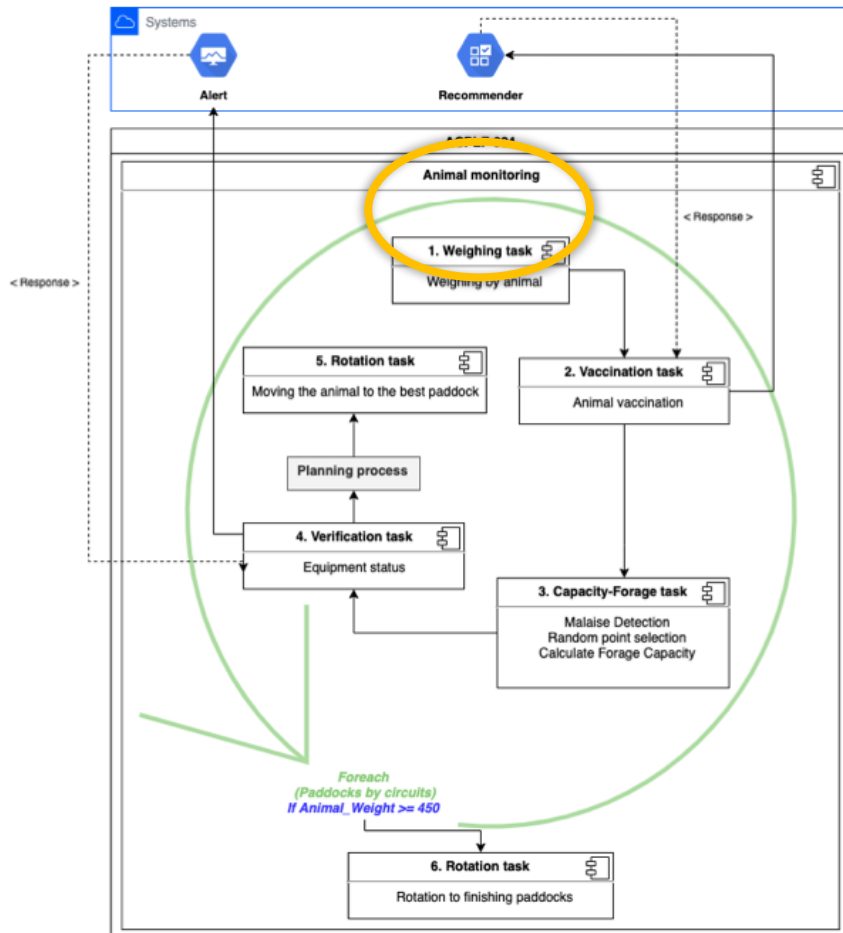 Systems
Alert
Recommender
Animal monitoring
< Response >
1. Weighing task
Weighing by animal
< Response >
5. Rotation task
Moving the animal to the best paddock
2. Vaccination task
Animal vaccination
Planning process
4. Verification task
Equipment status
3. Capacity-Forage task
Malaise Detection
Random point selection
Calculate Forage Capacity
Foreach
(Paddocks by circuits)
If Animal_Weight >= 450
6. Rotation task
Rotation to finishing paddocks